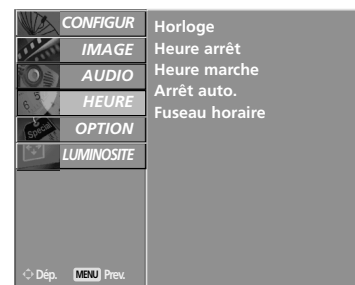 CONFIGUR
IMAGE
AUDIO
HEURE
OPTION
LUMINOSITE
Horloge
Heure arrêt
Heure marche
Arrêt auto.
Fuseau horaire
Dép. MENU Prev.